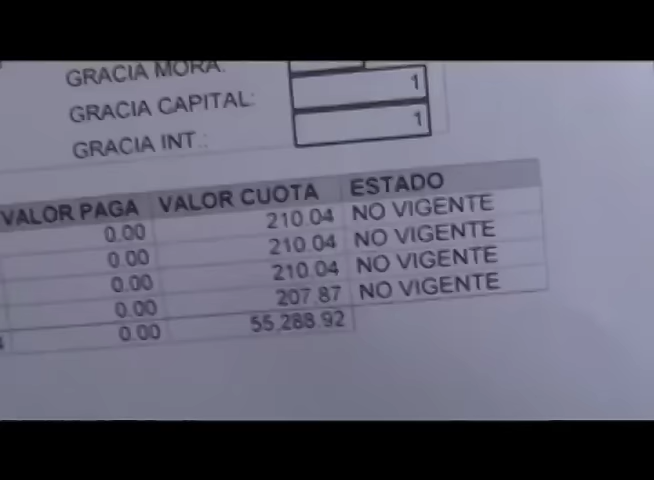 GRACIA MORA:
GRACIA CAPITAL: 1
GRACIA INT.: 1
VALOR PAGA VALOR CUOTA ESTADO
0.00 210.04 NO VIGENTE
0.00 210.04 NO VIGENTE
0.00 210.04 NO VIGENTE
0.00 207.87 NO VIGENTE
0.00 55,288.92